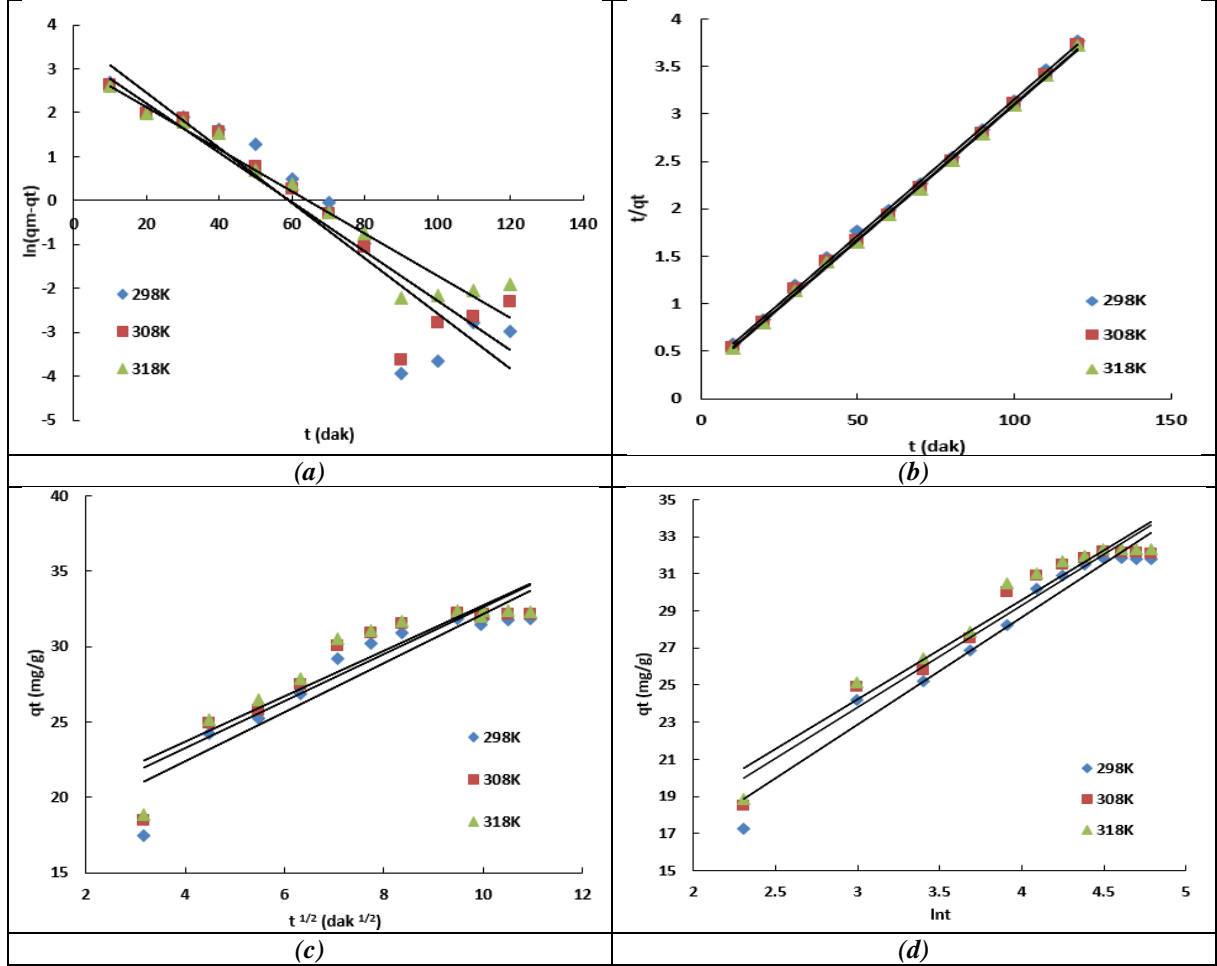 3
2
1
0
-1
-2
-3
-4
-5
0 20 40 60 80 100 120 140
ln(qm-qt)
t (dak)
298K
308K
318K
(a)
4
3.5
3
2.5
2
1.5
1
0.5
0
0 50 100 150
t/qt
t (dak)
298K
308K
318K
(b)
40
35
30
25
20
15
2 4 6 8 10 12
qt (mg/g)
t 1/2 (dak 1/2)
298K
308K
318K
(c)
35
33
31
29
27
25
23
21
19
17
15
2 2.5 3 3.5 4 4.5 5
qt (mg/g)
lnt
298K
308K
318K
(d)